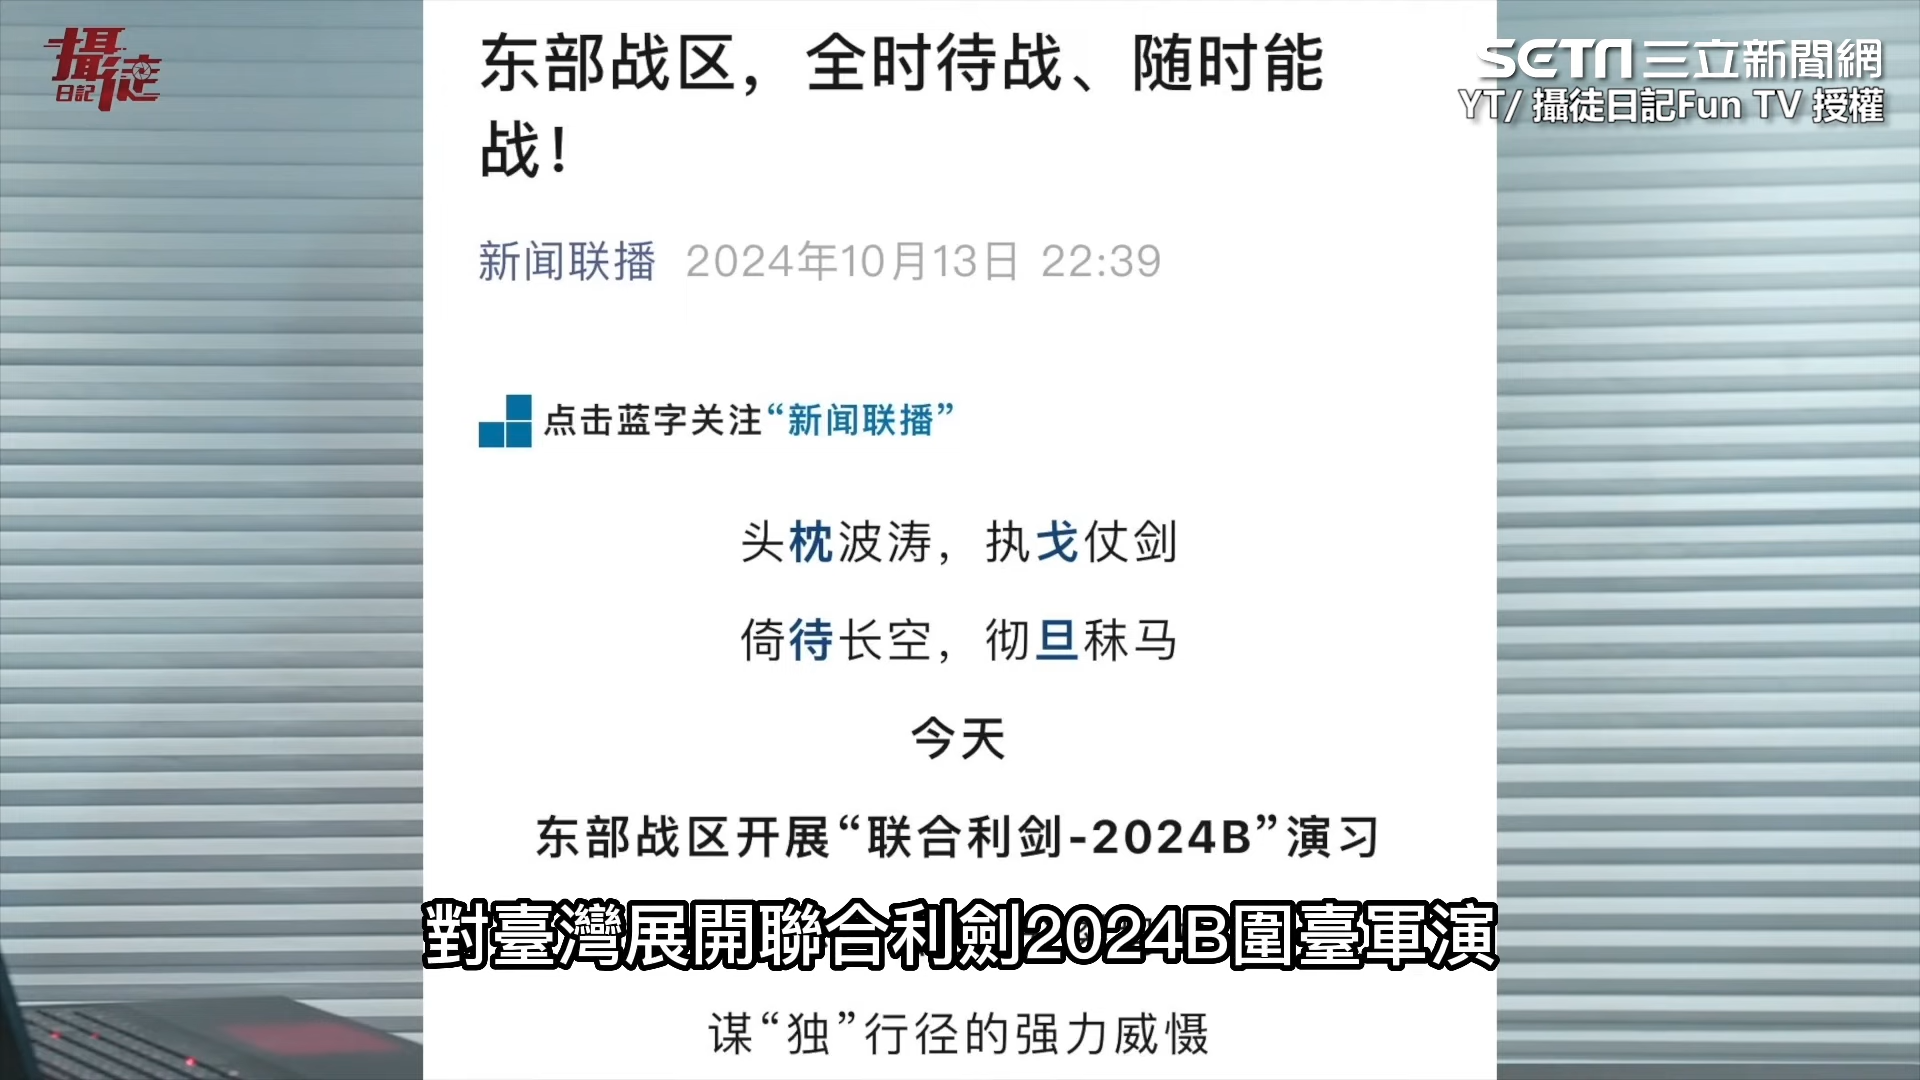 攝徒
日記
SETN三立新聞網
YT/ 攝徒日記Fun TV 授權
东部战区，全时待战、随时能
战！
新闻联播 2024年10月13日 22:39
点击蓝字关注“新闻联播”
头枕波涛，执戈仗剑
倚待长空，彻旦秣马
今天
东部战区开展“联合利剑-2024B”演习
對臺灣展開聯合利劍2024B圍臺軍演
谋“独”行径的强力威慑